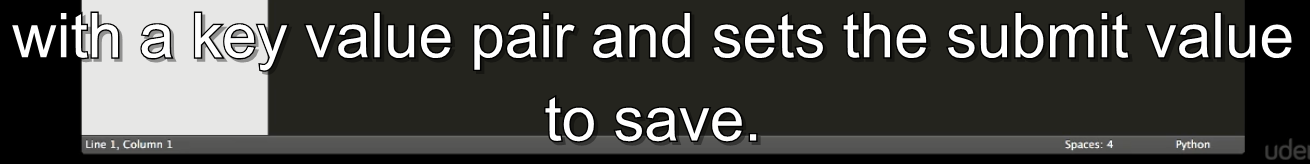 with a key value pair and sets the submit value
to save.
Line 1, Column 1 Spaces: 4 Python